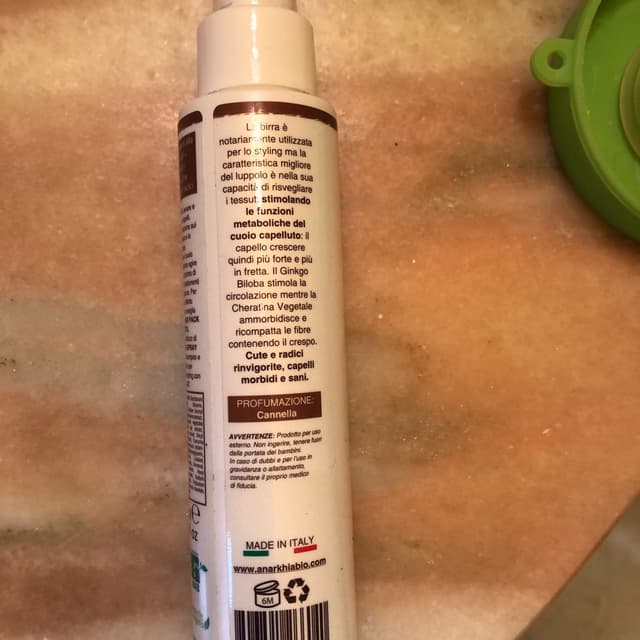 La birra è
notariamente utilizzata
per lo styling ma la
caratteristica migliore
del luppolo è nella sua
capacità di risvegliare
i tessuti stimolando
le funzioni
metaboliche del
cuoio capelluto: il
capello crescere
quindi più forte e più
in fretta. Il Ginkgo
Biloba stimola la
circolazione mentre la
Cheratina Vegetale
ammorbidisce e
ricompatta le fibre
contenendo il crespo.
Cute e radici
rinvigorite, capelli
morbidi e sani.
PROFUMAZIONE:
Cannella
AVVERTENZE: Prodotto per uso
esterno. Non ingerire, tenere fuori
dalla portata dei bambini.
In caso di dubbi e per l'uso in
gravidanza o allattamento,
consultare il proprio medico
di fiducia.
MADE IN ITALY
www.anarkhiabio.com
6M